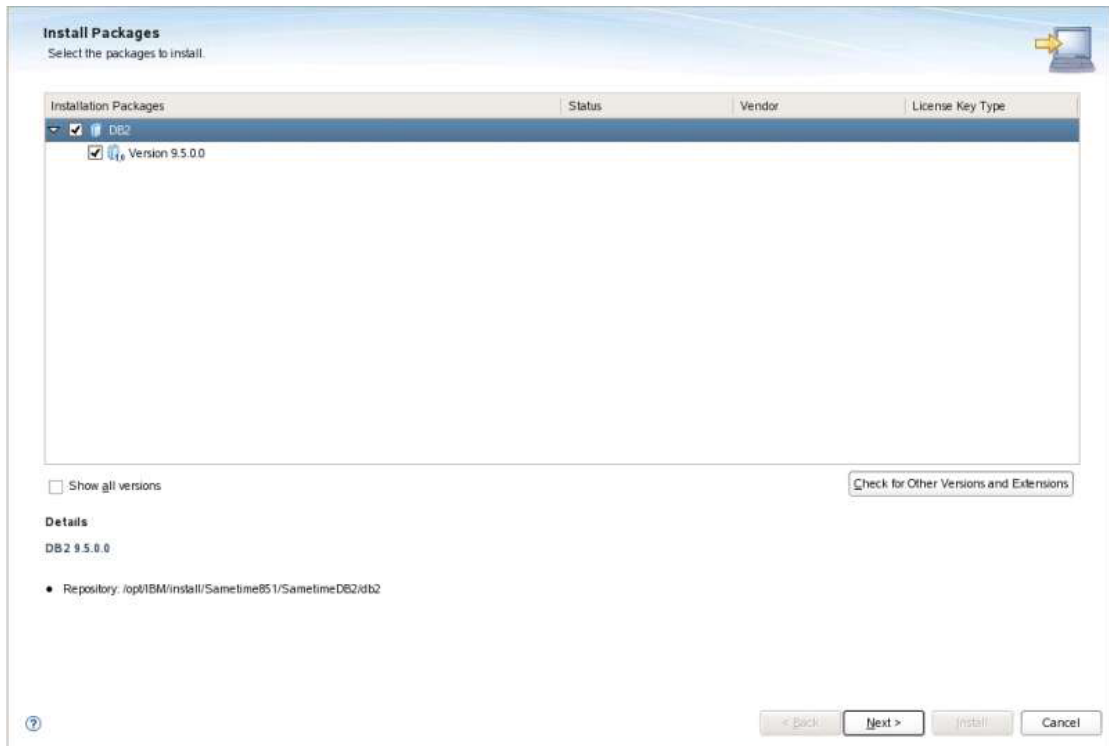 Install Packages
Select the packages to install.
Installation Packages Status Vendor License Key Type
DB2
Version 9.5.0.0
Show all versions Check for Other Versions and Extensions
Details
DB2 9.5.0.0
• Repository: /opt/IBM/install/Sametime851/SametimeDB2/db2
? < Back Next > Install Cancel